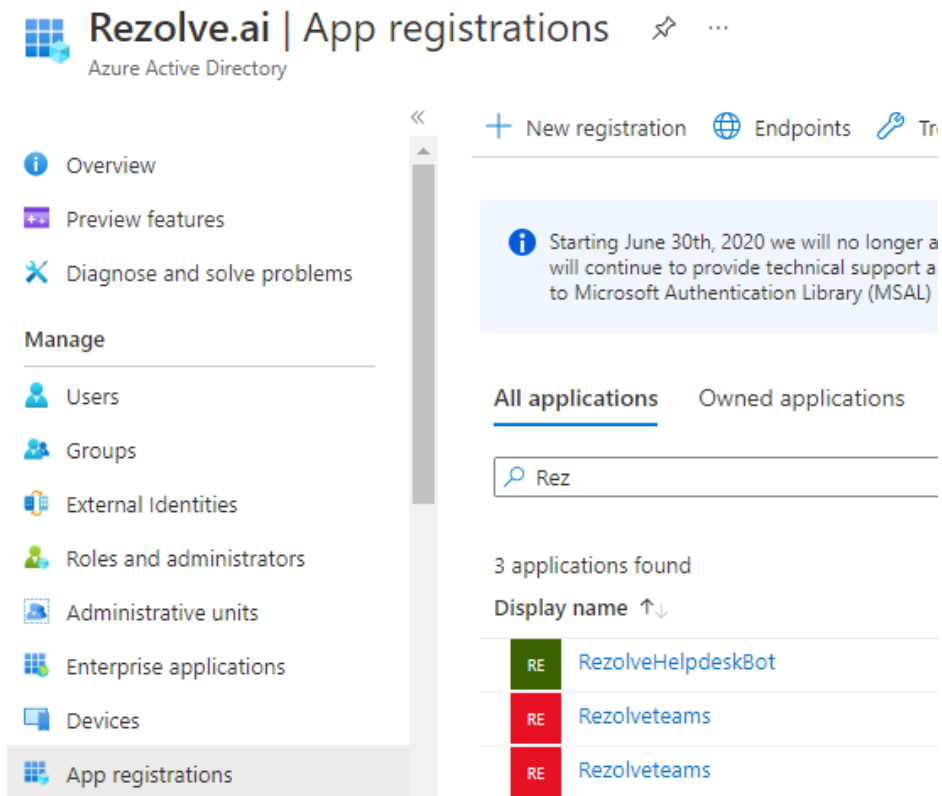 Rezolve.ai | App registrations ...
Azure Active Directory
«
Overview
Preview features
Diagnose and solve problems
Manage
Users
Groups
External Identities
Roles and administrators
Administrative units
Enterprise applications
Devices
App registrations
+ New registration Endpoints
Starting June 30th, 2020 we will no longer
will continue to provide technical support
to Microsoft Authentication Library (MSAL)
All applications Owned applications
Rez
3 applications found
Display name ↑↓
RE RezolveHelpdeskBot
RE Rezolveteams
RE Rezolveteams